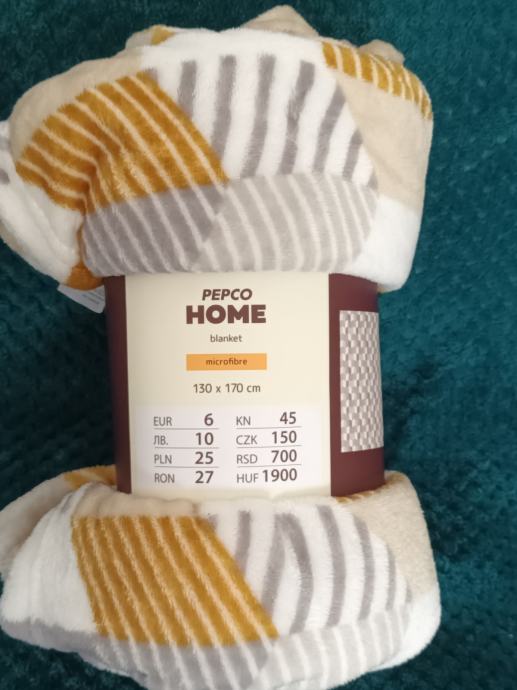 PEPCO
HOME
blanket
microfibre
130 x 170 cm
EUR 6 KN 45
ЛВ. 10 CZK 150
PLN 25 RSD 700
RON 27 HUF 1900